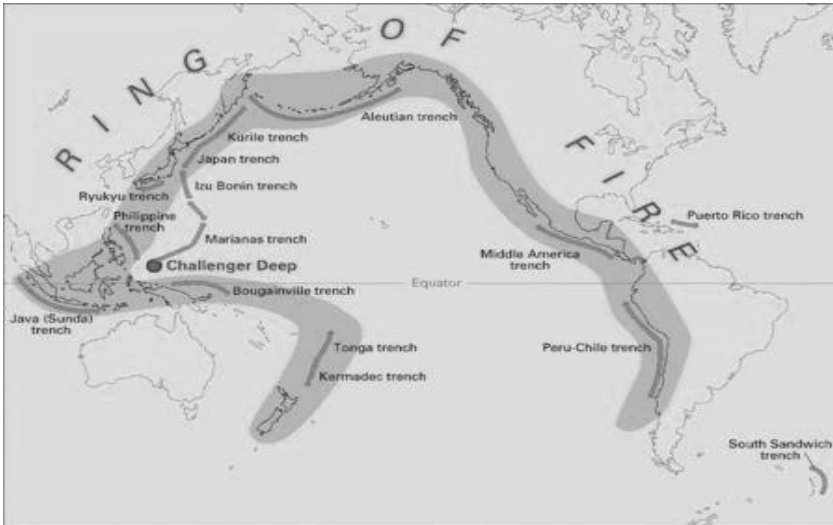 RING OF FIRE
Aleutian trench
Kurile trench
Japan trench
Izu Bonin trench
Ryukyu trench
Philippine
trench
Marianas trench
Challenger Deep
Bougainville trench
Equator
Java (Sunda)
trench
Tonga trench
Kermadec trench
Middle America
trench
Puerto Rico trench
Peru-Chile trench
South Sandwich
trench